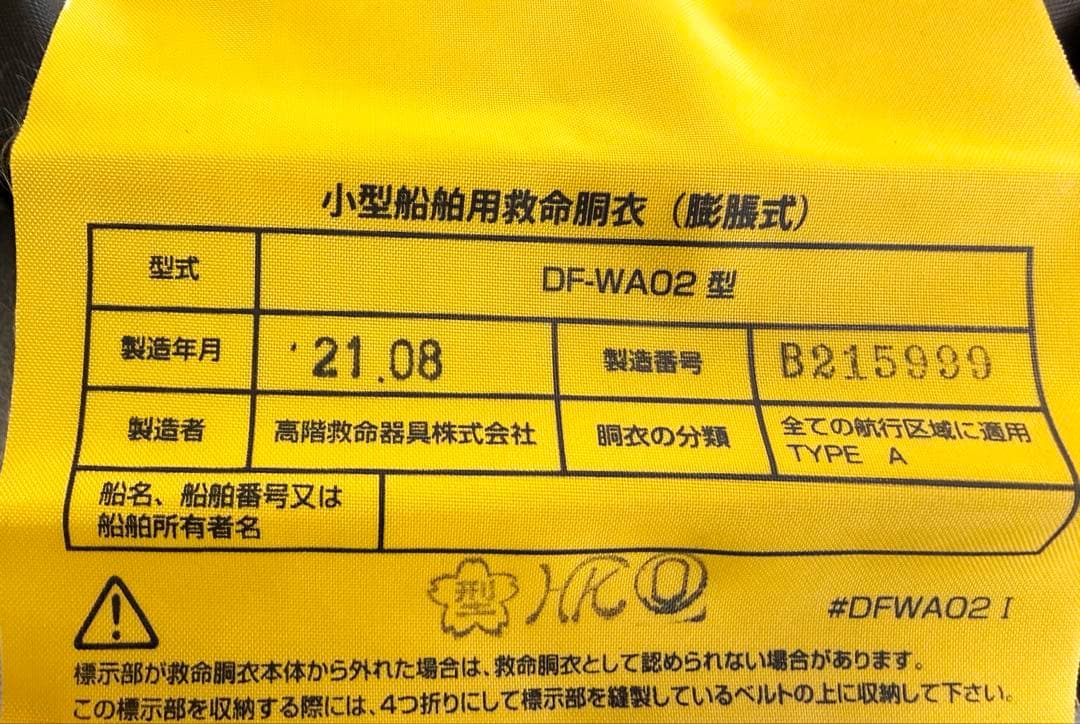 小型船舶用救命胴衣（膨脹式）
型式 DF-WA02 型
製造年月 '21.08 製造番号 B215999
製造者 高階救命器具株式会社 胴衣の分類 全ての航行区域に適用
TYPE A
船名、船舶番号又は
船舶所有者名
型 HK
#DFWA02 I
標示部が救命胴衣本体から外れた場合は、救命胴衣として認められない場合があります。
この標示部を収納する際には、4つ折りにして標示部を縫製しているベルトの上に収納して下さい。